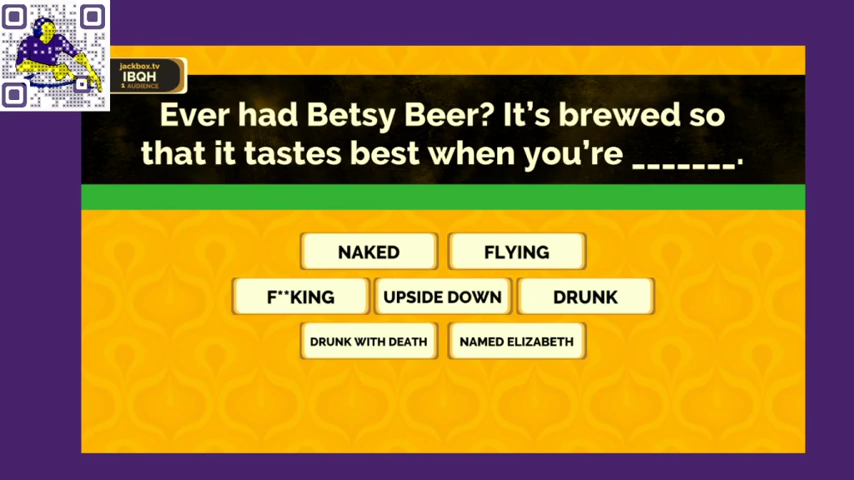 jackbox.tv
IBQH
1 AUDIENCE
Ever had Betsy Beer? It's brewed so
that it tastes best when you're _______.
NAKED
FLYING
F**KING
UPSIDE DOWN
DRUNK
DRUNK WITH DEATH
NAMED ELIZABETH